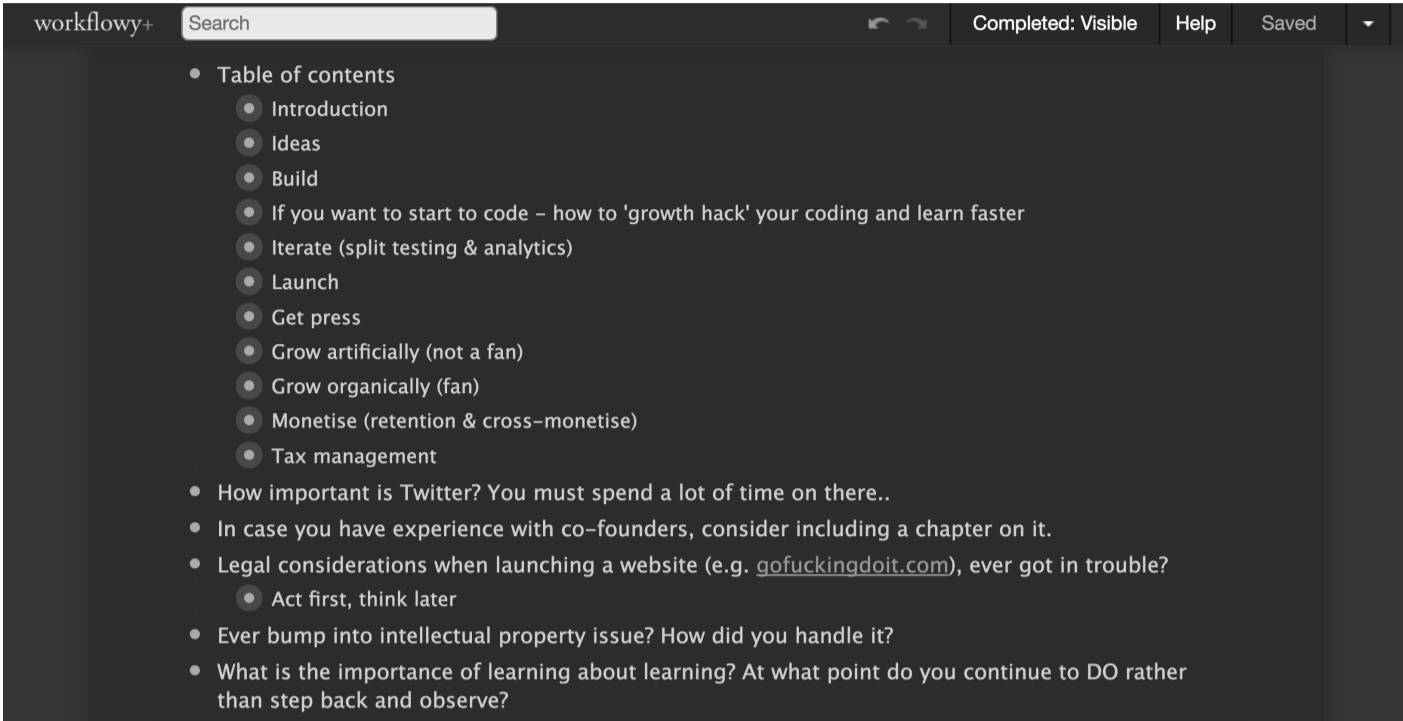 workflowy+ Search Completed: Visible Help Saved
Table of contents
Introduction
Ideas
Build
If you want to start to code – how to 'growth hack' your coding and learn faster
Iterate (split testing & analytics)
Launch
Get press
Grow artificially (not a fan)
Grow organically (fan)
Monetise (retention & cross–monetise)
Tax management
How important is Twitter? You must spend a lot of time on there..
In case you have experience with co–founders, consider including a chapter on it.
Legal considerations when launching a website (e.g. gofuckingdoit.com), ever got in trouble?
Act first, think later
Ever bump into intellectual property issue? How did you handle it?
What is the importance of learning about learning? At what point do you continue to DO rather
than step back and observe?